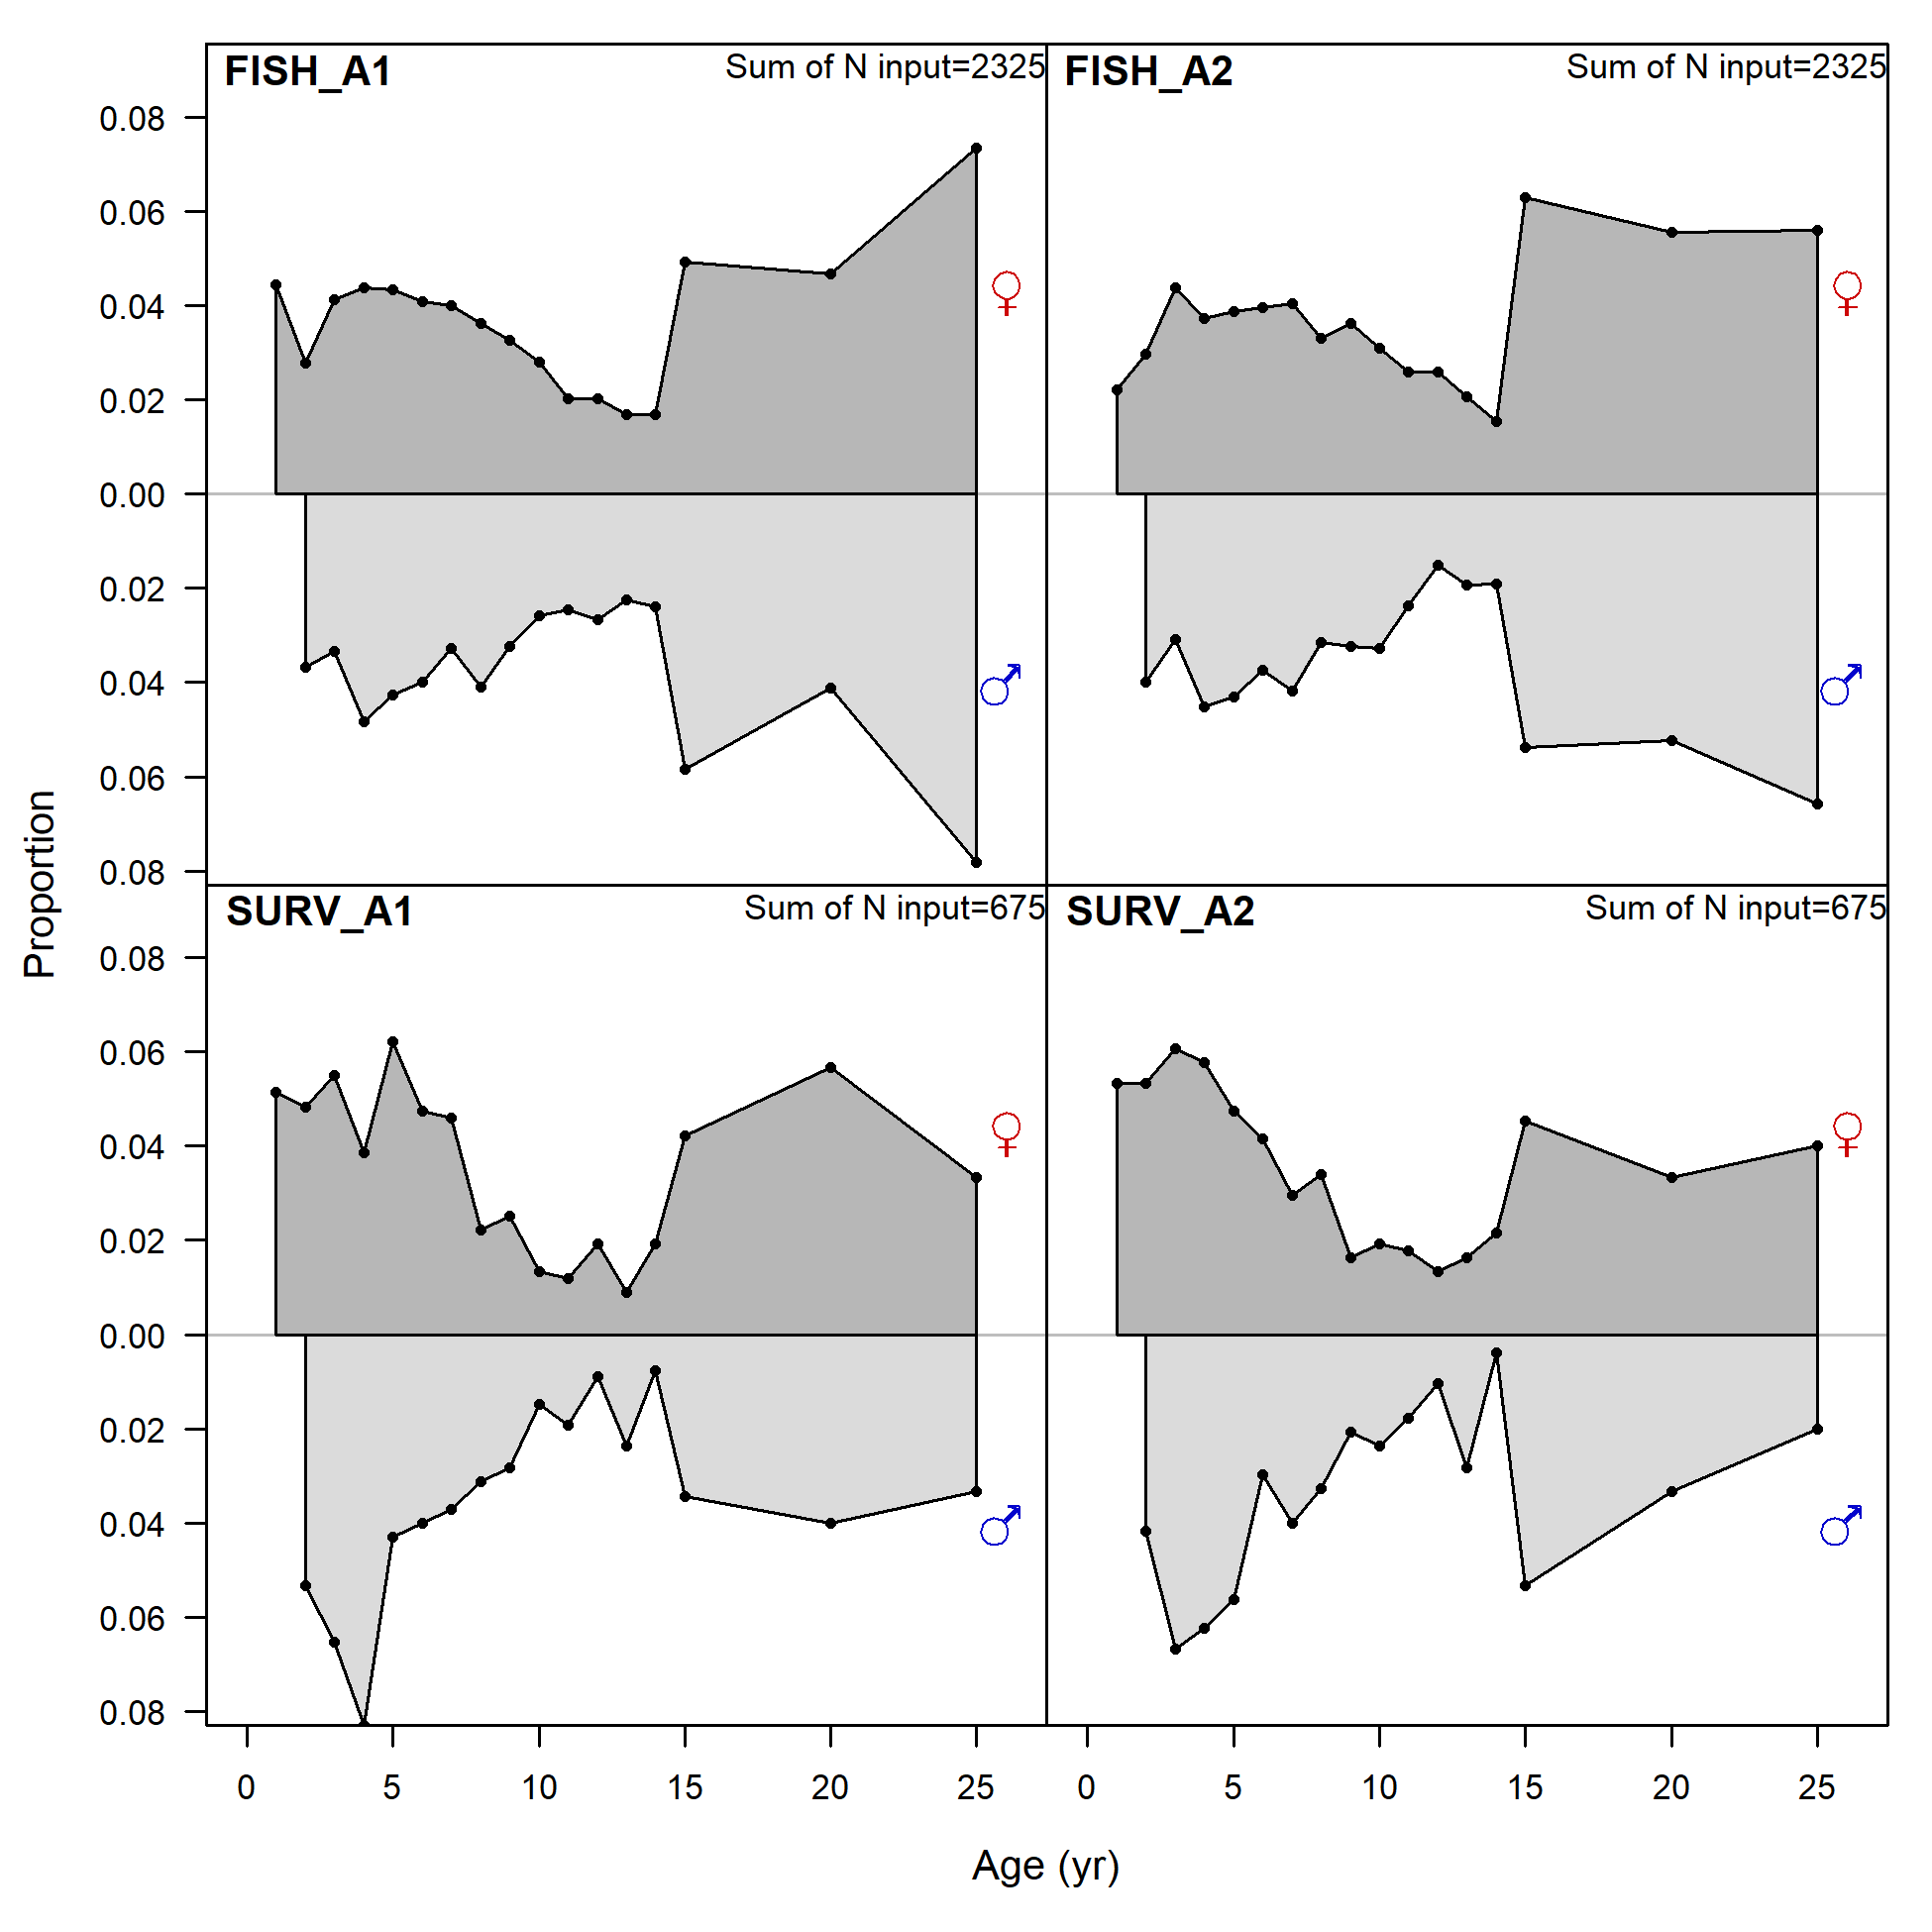 FISH_A1
Sum of N input=2325
FISH_A2
Sum of N input=2325
0.08
0.06
0.04
0.02
0.00
0.02
0.04
0.06
0.08
♀
♀
♂
♂
SURV_A1
Sum of N input=675
SURV_A2
Sum of N input=675
0.08
0.06
0.04
0.02
0.00
0.02
0.04
0.06
0.08
♀
♀
♂
♂
Proportion
0 5 10 15 20 25
0 5 10 15 20 25
Age (yr)